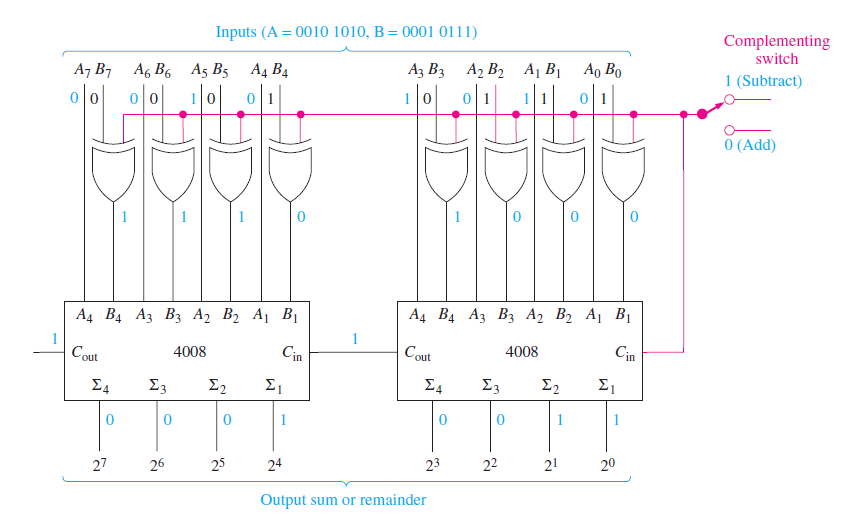 Inputs (A = 0010 1010, B = 0001 0111)
Complementing
switch
1 (Subtract)
0 (Add)
A7 B7 A6 B6 A5 B5 A4 B4 A3 B3 A2 B2 A1 B1 A0 B0
0 0 0 0 1 0 0 1 1 0 0 1 1 1 0 1
1 1 1 0 1 0 0 0
A4 B4 A3 B3 A2 B2 A1 B1 A4 B4 A3 B3 A2 B2 A1 B1
1 1
Cout 4008 Cin Cout 4008 Cin
Σ4 Σ3 Σ2 Σ1 Σ4 Σ3 Σ2 Σ1
0 0 0 1 0 0 1 1
2⁷ 2⁶ 2⁵ 2⁴ 2³ 2² 2¹ 2⁰
Output sum or remainder